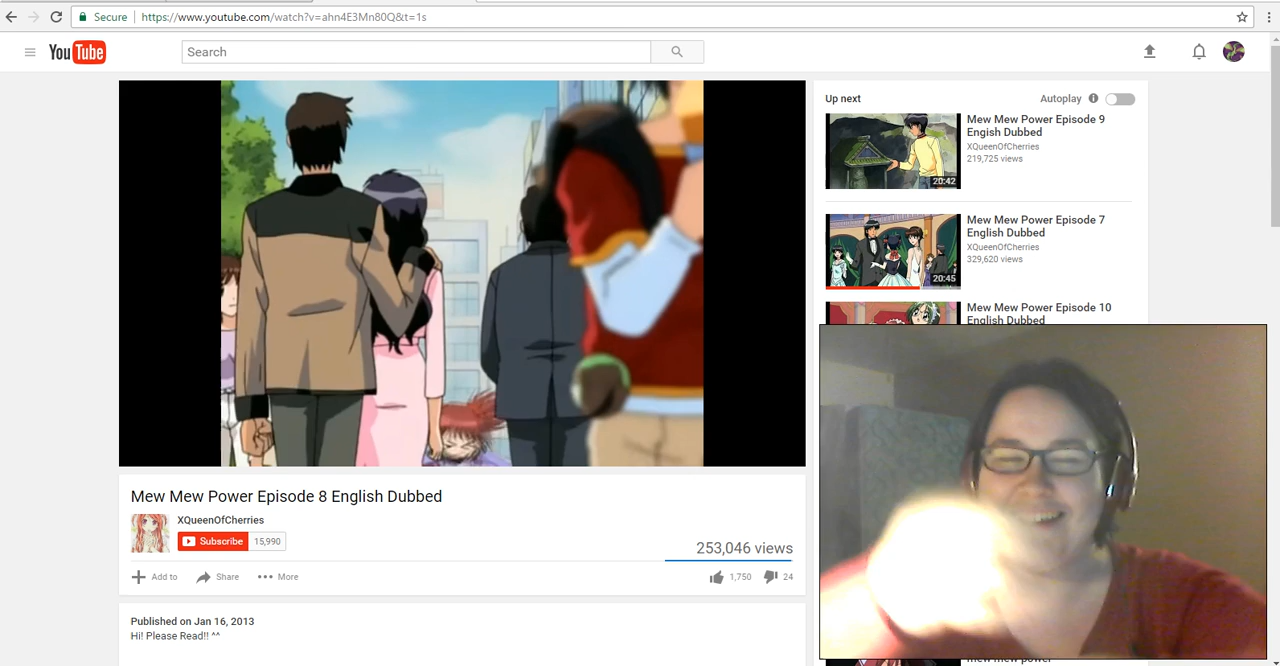 Secure
https://www.youtube.com/watch?v=ahn4E3Mn80Q&t=1s
YouTube
Search
Up next
Autoplay
Mew Mew Power Episode 9
Engish Dubbed
XQueenOfCherries
219,725 views
20:42
Mew Mew Power Episode 7
English Dubbed
XQueenOfCherries
329,620 views
20:45
Mew Mew Power Episode 10
English Dubbed
Mew Mew Power Episode 8 English Dubbed
XQueenOfCherries
Subscribe 15,990
253,046 views
Add to Share More
1,750 24
Published on Jan 16, 2013
Hi! Please Read!! ^^
mew mew power